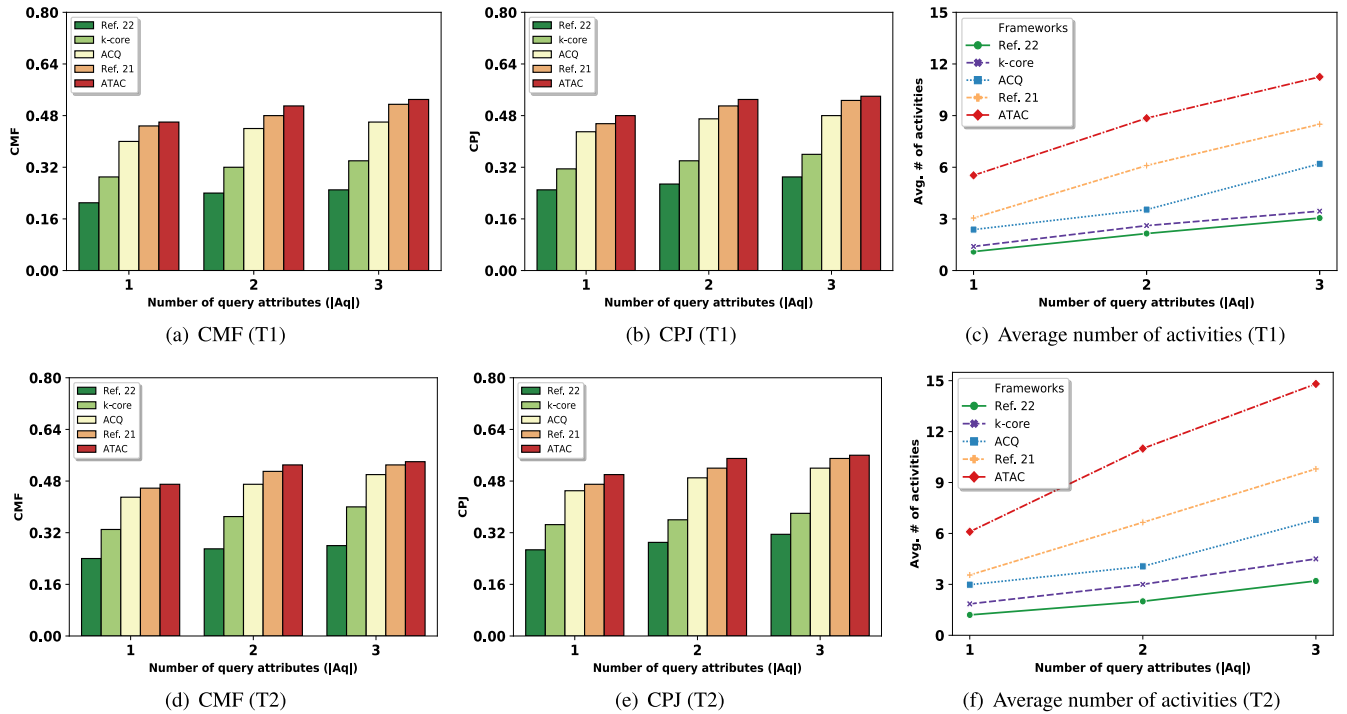 0.80
0.64
0.48
0.32
0.16
0.00
CMF
Ref. 22
k-core
ACQ
Ref. 21
ATAC
1 2 3
Number of query attributes (|Aq|)
(a) CMF (T1)
0.80
0.64
0.48
0.32
0.16
0.00
CPJ
Ref. 22
k-core
ACQ
Ref. 21
ATAC
1 2 3
Number of query attributes (|Aq|)
(b) CPJ (T1)
15
12
9
6
3
0
Avg. # of activities
Frameworks
Ref. 22
k-core
ACQ
Ref. 21
ATAC
1 2 3
Number of query attributes (|Aq|)
(c) Average number of activities (T1)
0.80
0.64
0.48
0.32
0.16
0.00
CMF
Ref. 22
k-core
ACQ
Ref. 21
ATAC
1 2 3
Number of query attributes (|Aq|)
(d) CMF (T2)
0.80
0.64
0.48
0.32
0.16
0.00
CPJ
Ref. 22
k-core
ACQ
Ref. 21
ATAC
1 2 3
Number of query attributes (|Aq|)
(e) CPJ (T2)
15
12
9
6
3
0
Avg. # of activities
Frameworks
Ref. 22
k-core
ACQ
Ref. 21
ATAC
1 2 3
Number of query attributes (|Aq|)
(f) Average number of activities (T2)